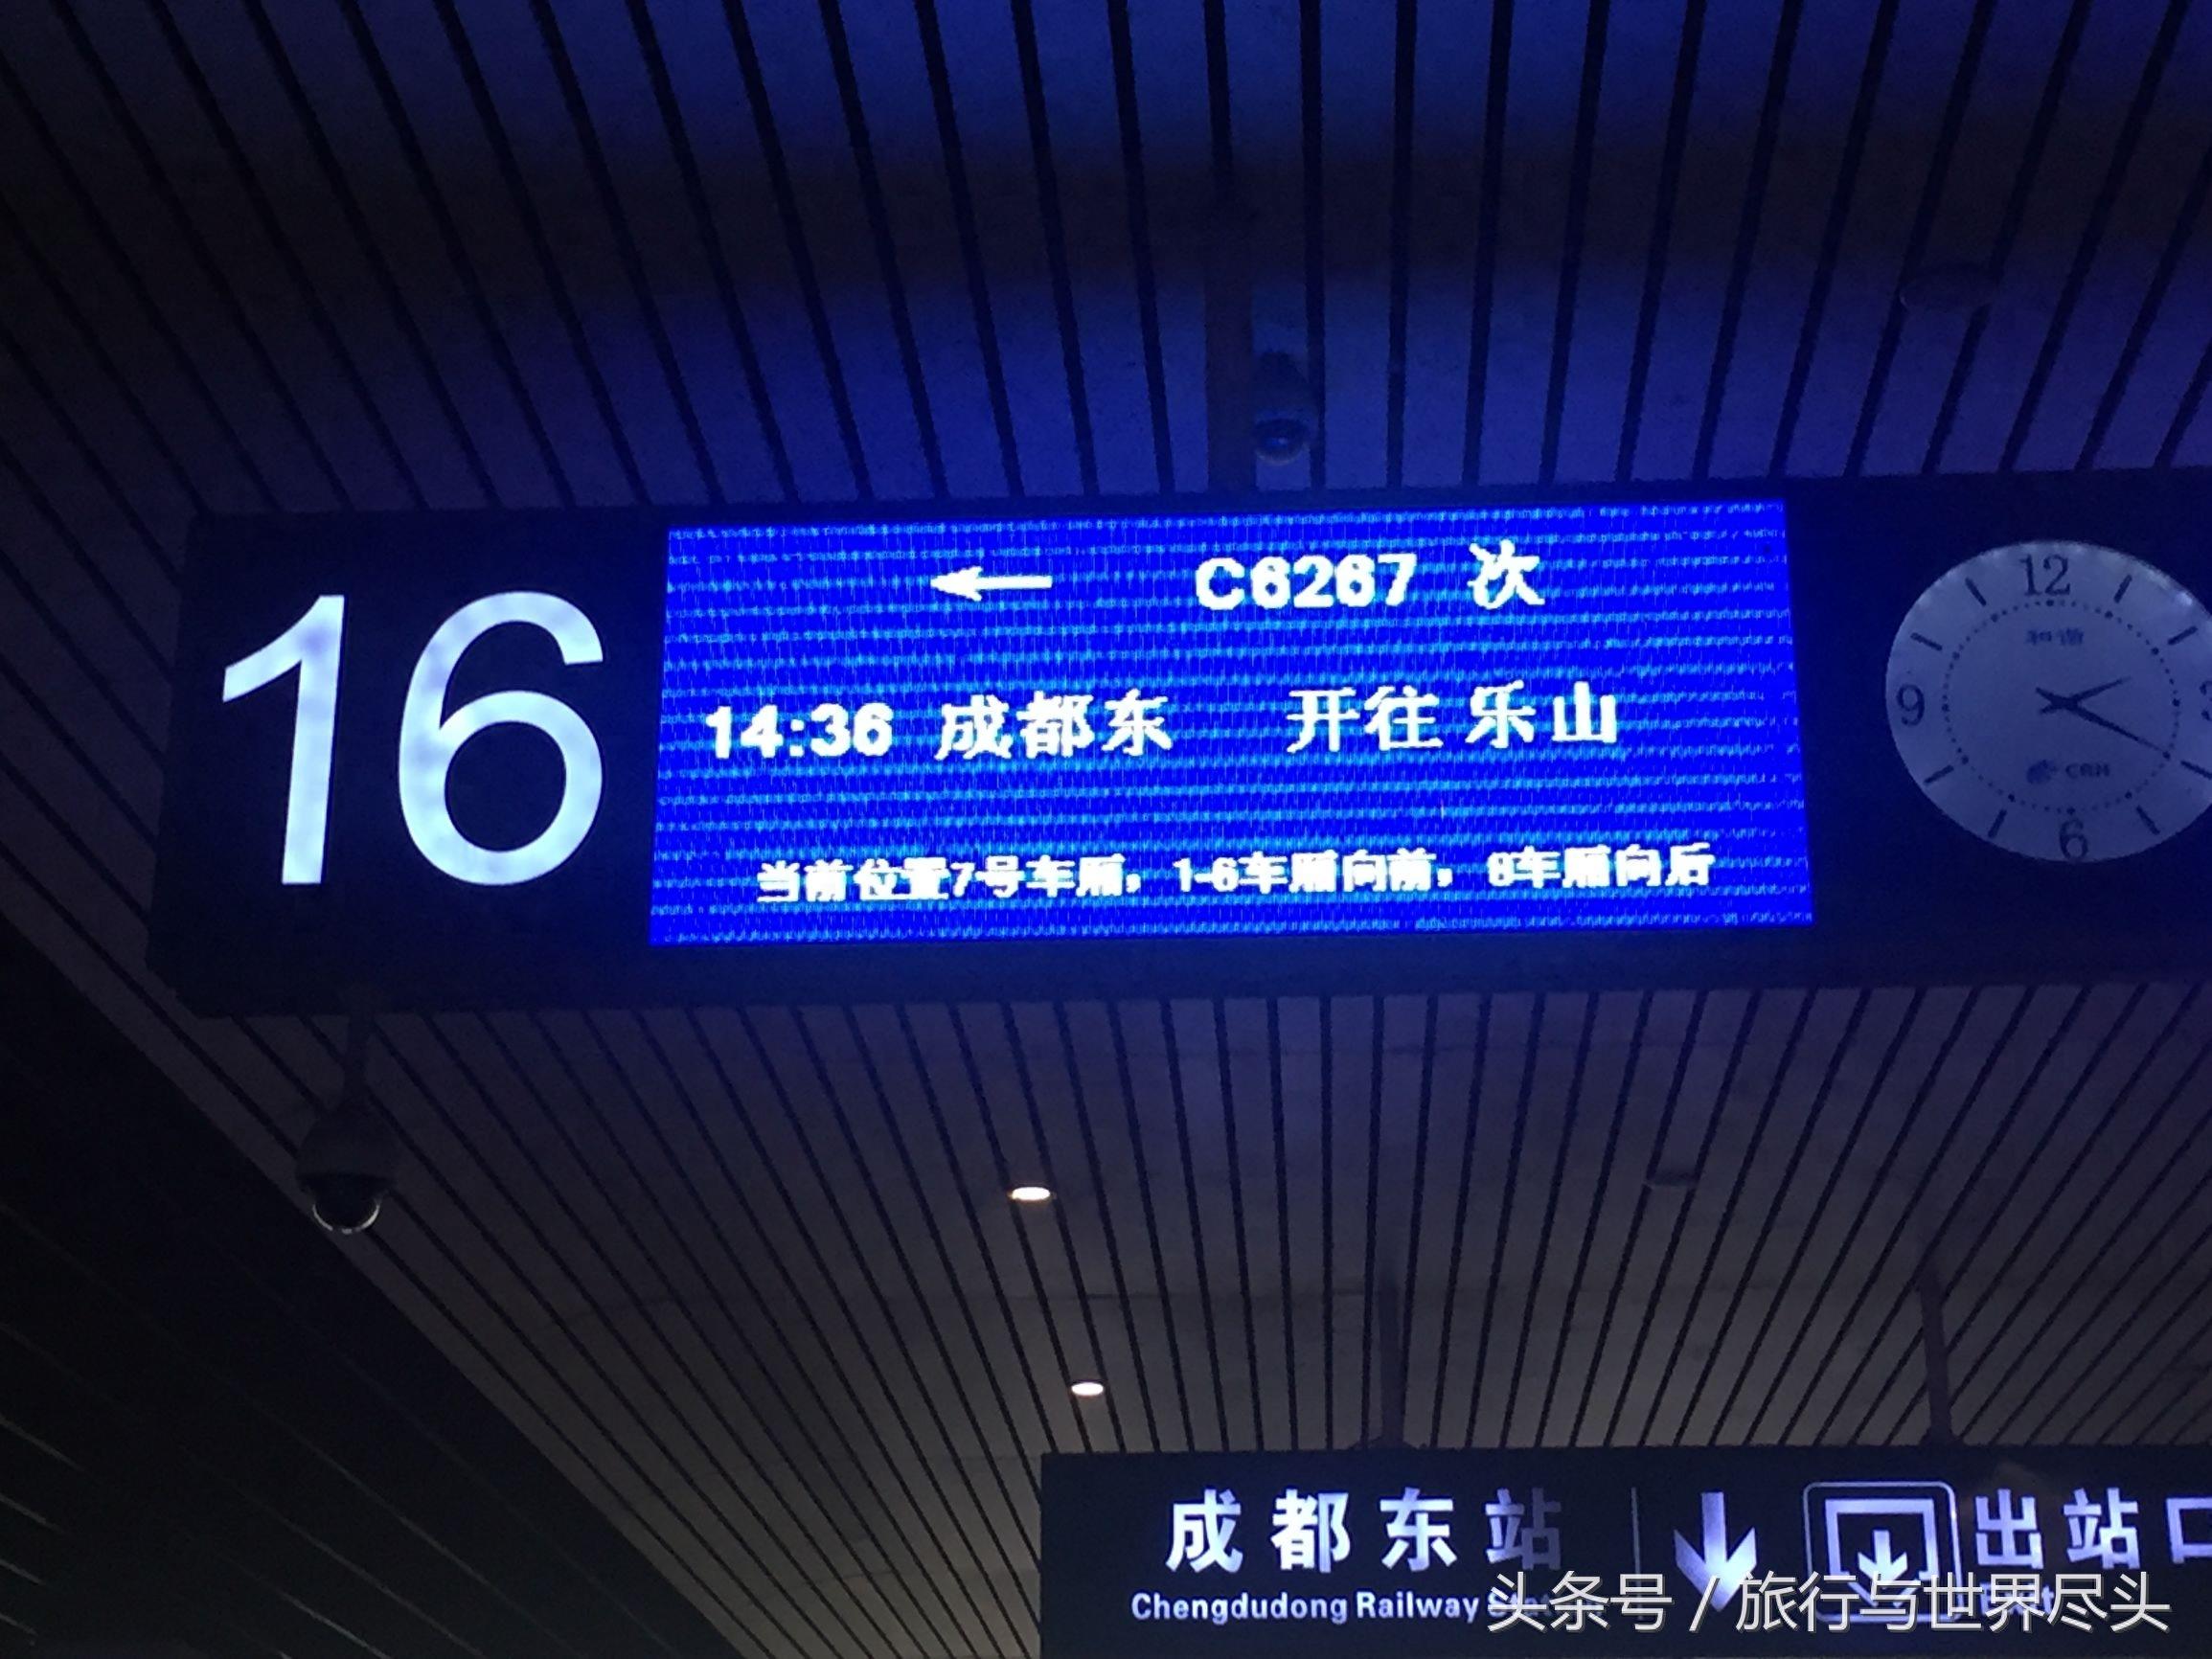 16
← C6267 次
14:36 成都东 开往 乐山
当前位置7号车厢，1-6车厢向前，8车厢向后
12
和谐
9
CRH
6
成都东站
出站口
Chengdudong Railway
头条号 / 旅行与世界尽头